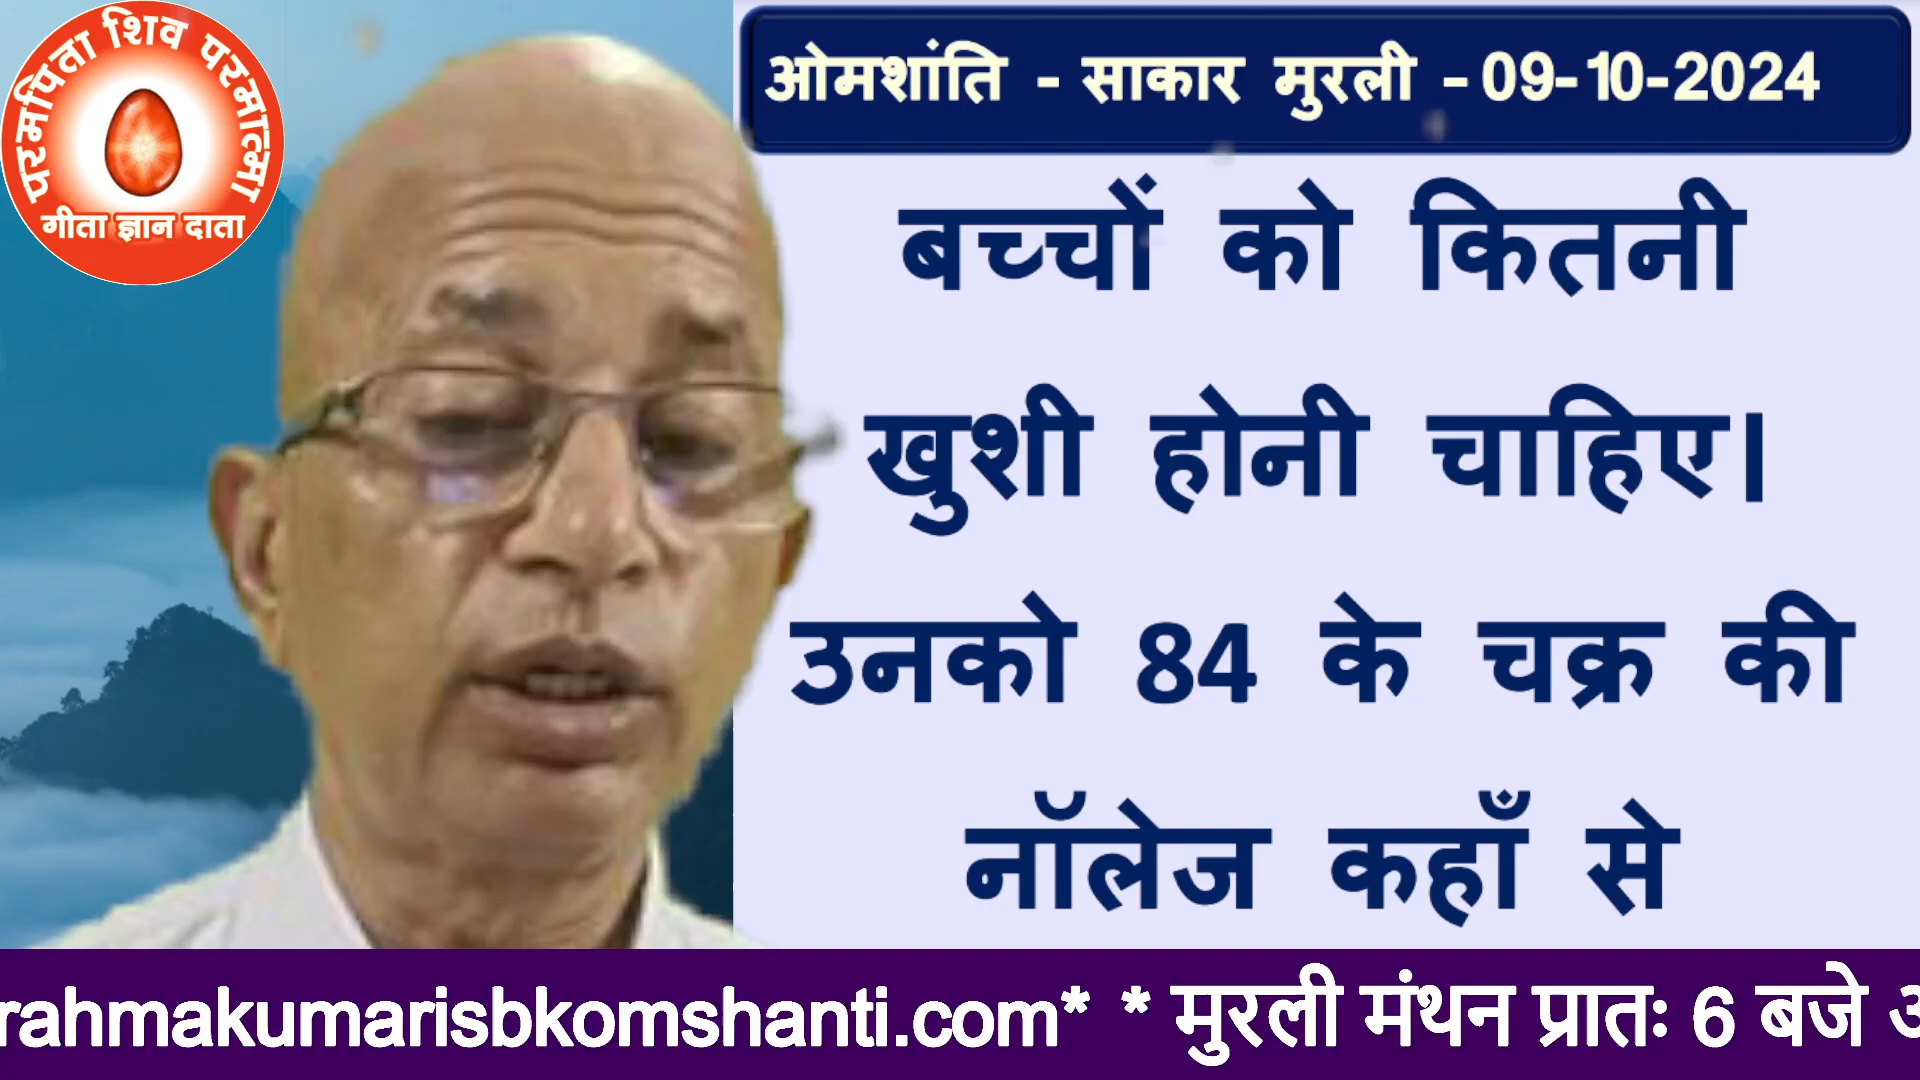 परमपिता शिव परमात्मा
गीता ज्ञान दाता
ओमशांति - साकार मुरली - 09-10-2024
बच्चों को कितनी
खुशी होनी चाहिए।
उनको 84 के चक्र की
नॉलेज कहाँ से
rahmakumarisbkomshanti.com* * मुरली मंथन प्रातः 6 बजे